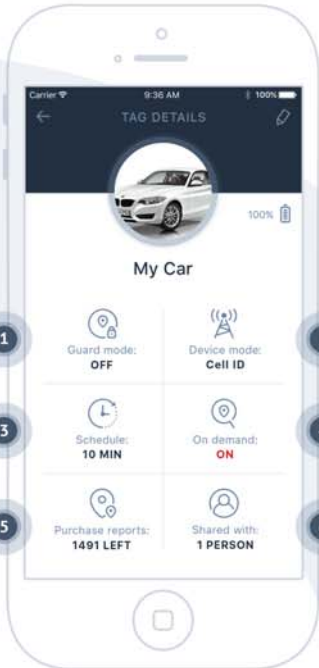 Carrier 9:36 AM 100%
TAG DETAILS
100%
My Car
1
Guard mode:
OFF
Device mode:
Cell ID
3
Schedule:
10 MIN
On demand:
ON
5
Purchase reports:
1491 LEFT
Shared with:
1 PERSON